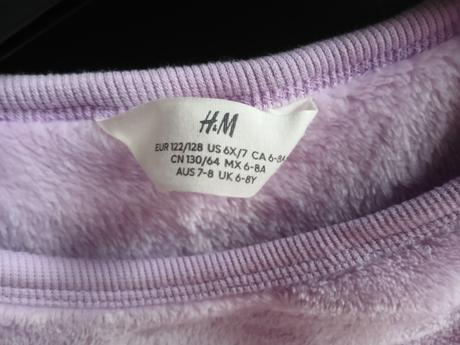 H&M
EUR 122/128 US 6X/7 CA 6-8A
CN 130/64 MX 6-8A
AUS 7-8 UK 6-8Y